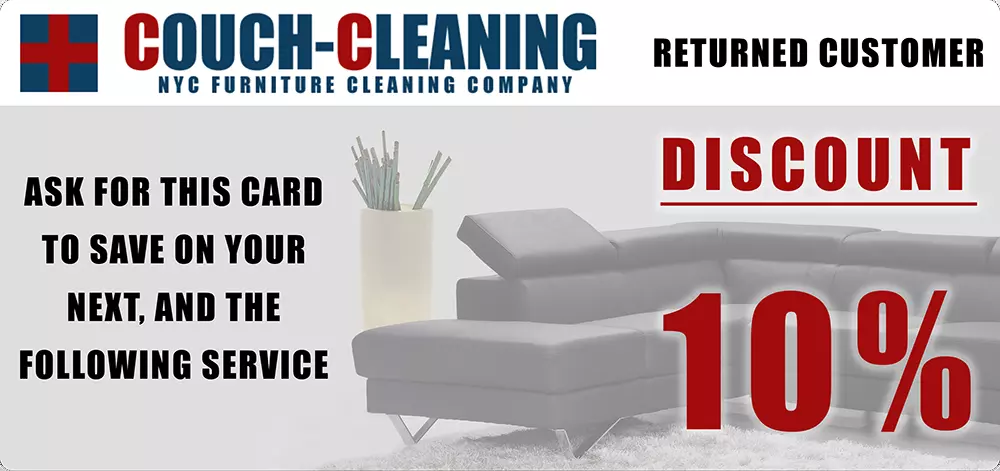 COUCH-CLEANING
NYC FURNITURE CLEANING COMPANY
RETURNED CUSTOMER
ASK FOR THIS CARD
TO SAVE ON YOUR
NEXT, AND THE
FOLLOWING SERVICE
DISCOUNT
10%